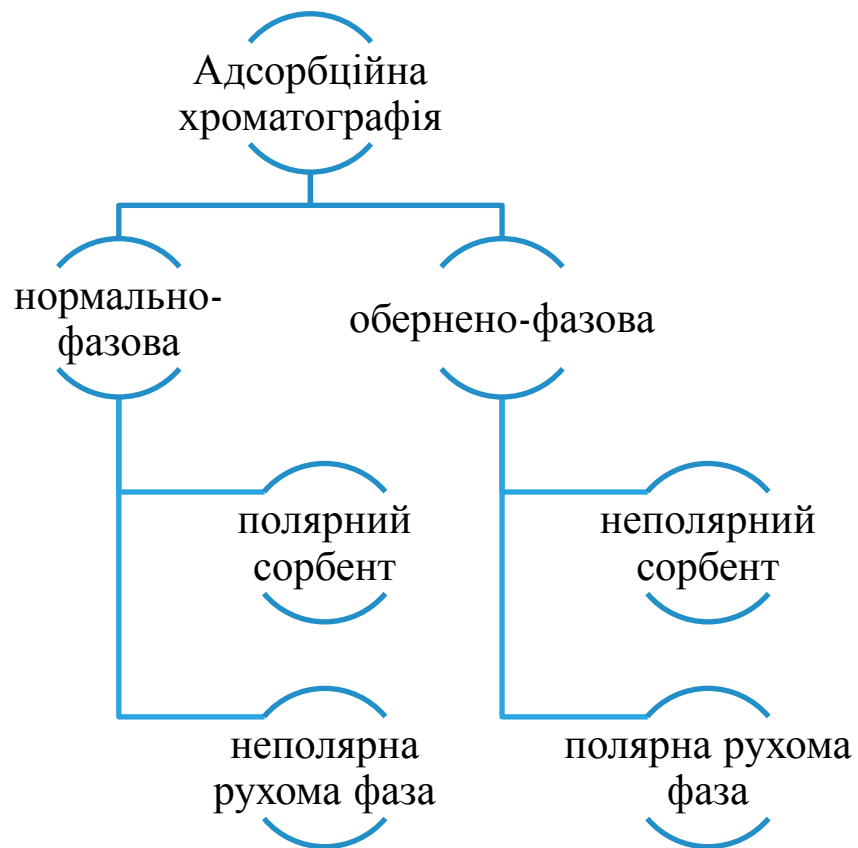 Адсорбційна
хроматографія
нормально-
фазова
обернено-фазова
полярний
сорбент
неполярний
сорбент
неполярна
рухома фаза
полярна рухома
фаза